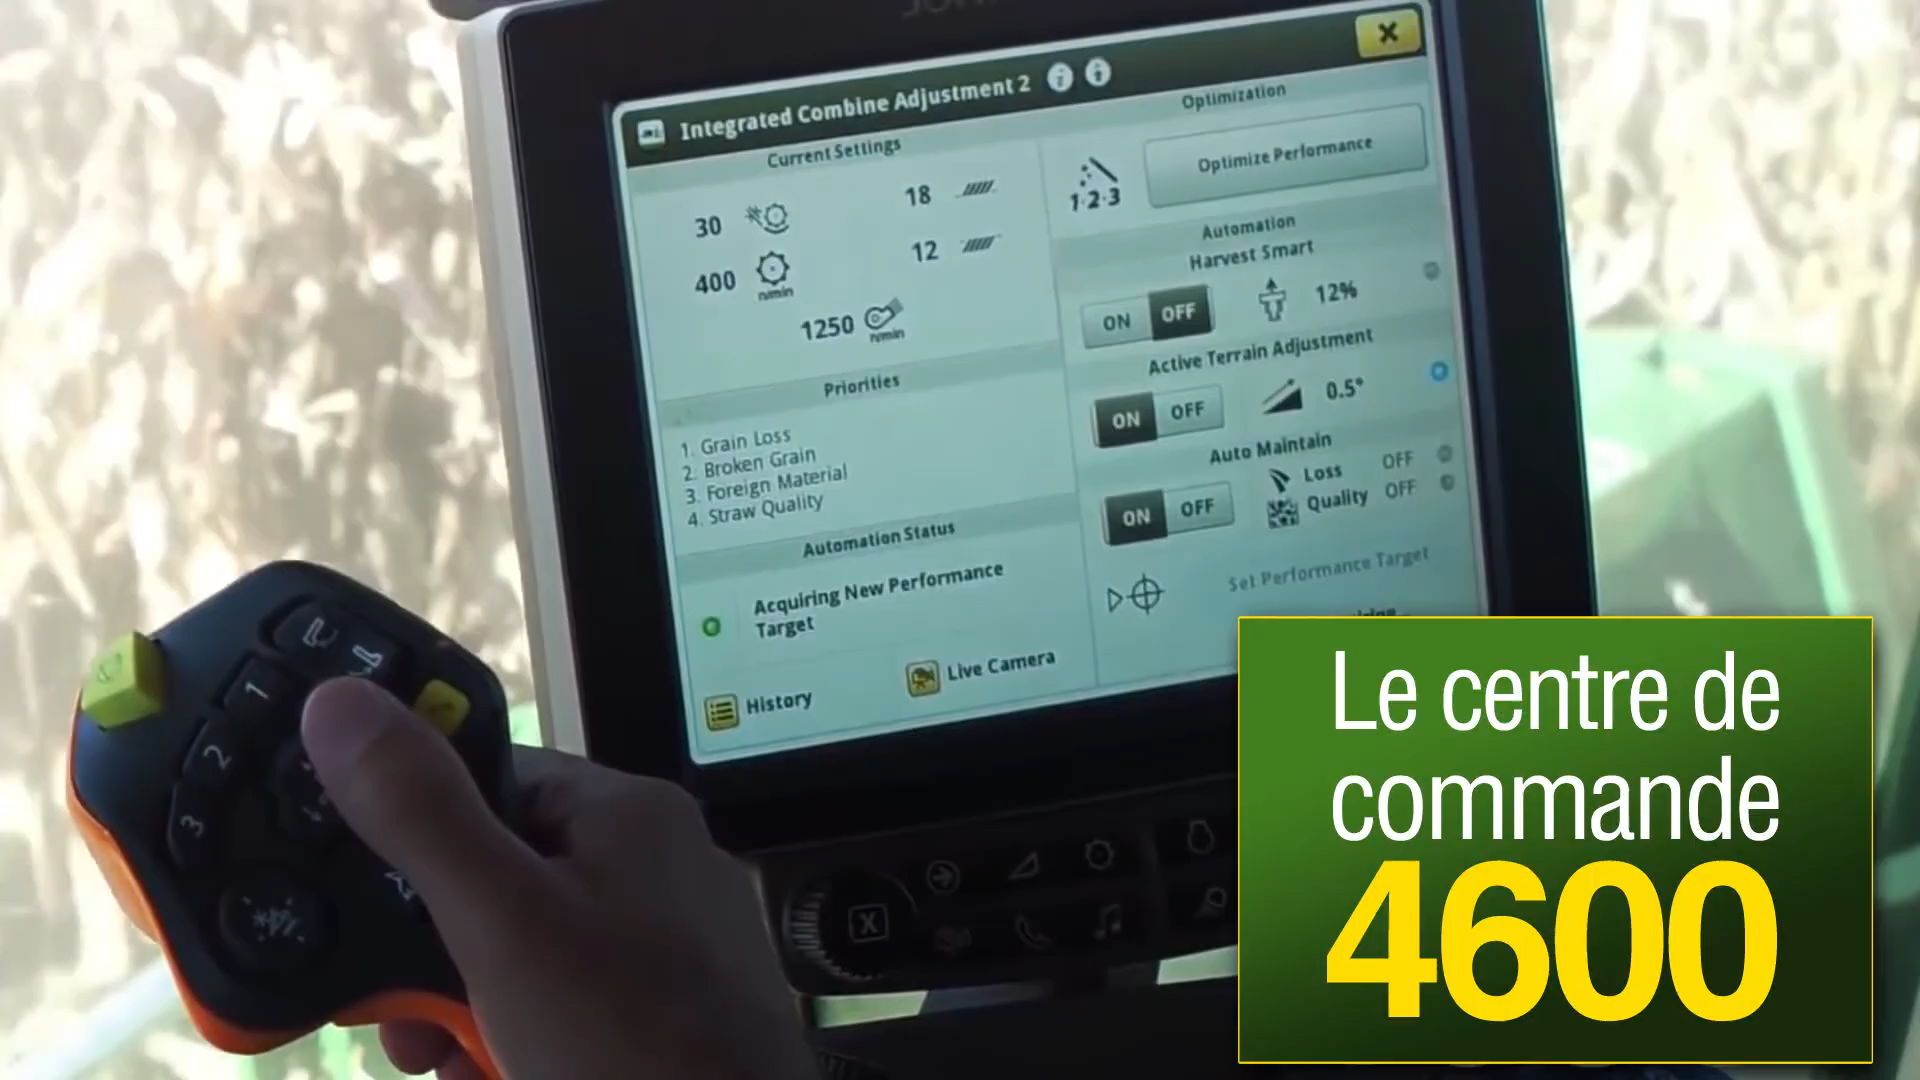 Integrated Combine Adjustment 2
Current Settings
30
18
400
n/min
12
1250
n/min
Priorities
1. Grain Loss
2. Broken Grain
3. Foreign Material
4. Straw Quality
Automation Status
Acquiring New Performance
Target
History
Live Camera
Optimization
1·2·3
Optimize Performance
Automation
Harvest Smart
ON OFF
12%
Active Terrain Adjustment
ON OFF
0.5°
Auto Maintain
ON OFF
Loss OFF
Quality OFF
Set Performance Target
1
2
3
X
Le centre de
commande
4600